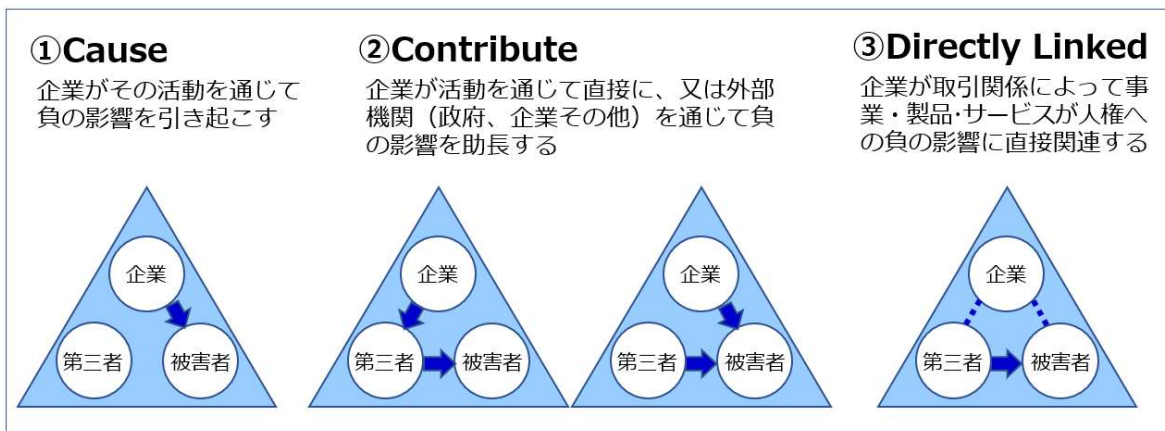 ①Cause
企業がその活動を通じて
負の影響を引き起こす
②Contribute
企業が活動を通じて直接に、又は外部
機関（政府、企業その他）を通じて負
の影響を助長する
③Directly Linked
企業が取引関係によって事
業・製品･サービスが人権へ
の負の影響に直接関連する
企業
第三者
被害者
企業
第三者
被害者
企業
第三者
被害者
企業
第三者
被害者